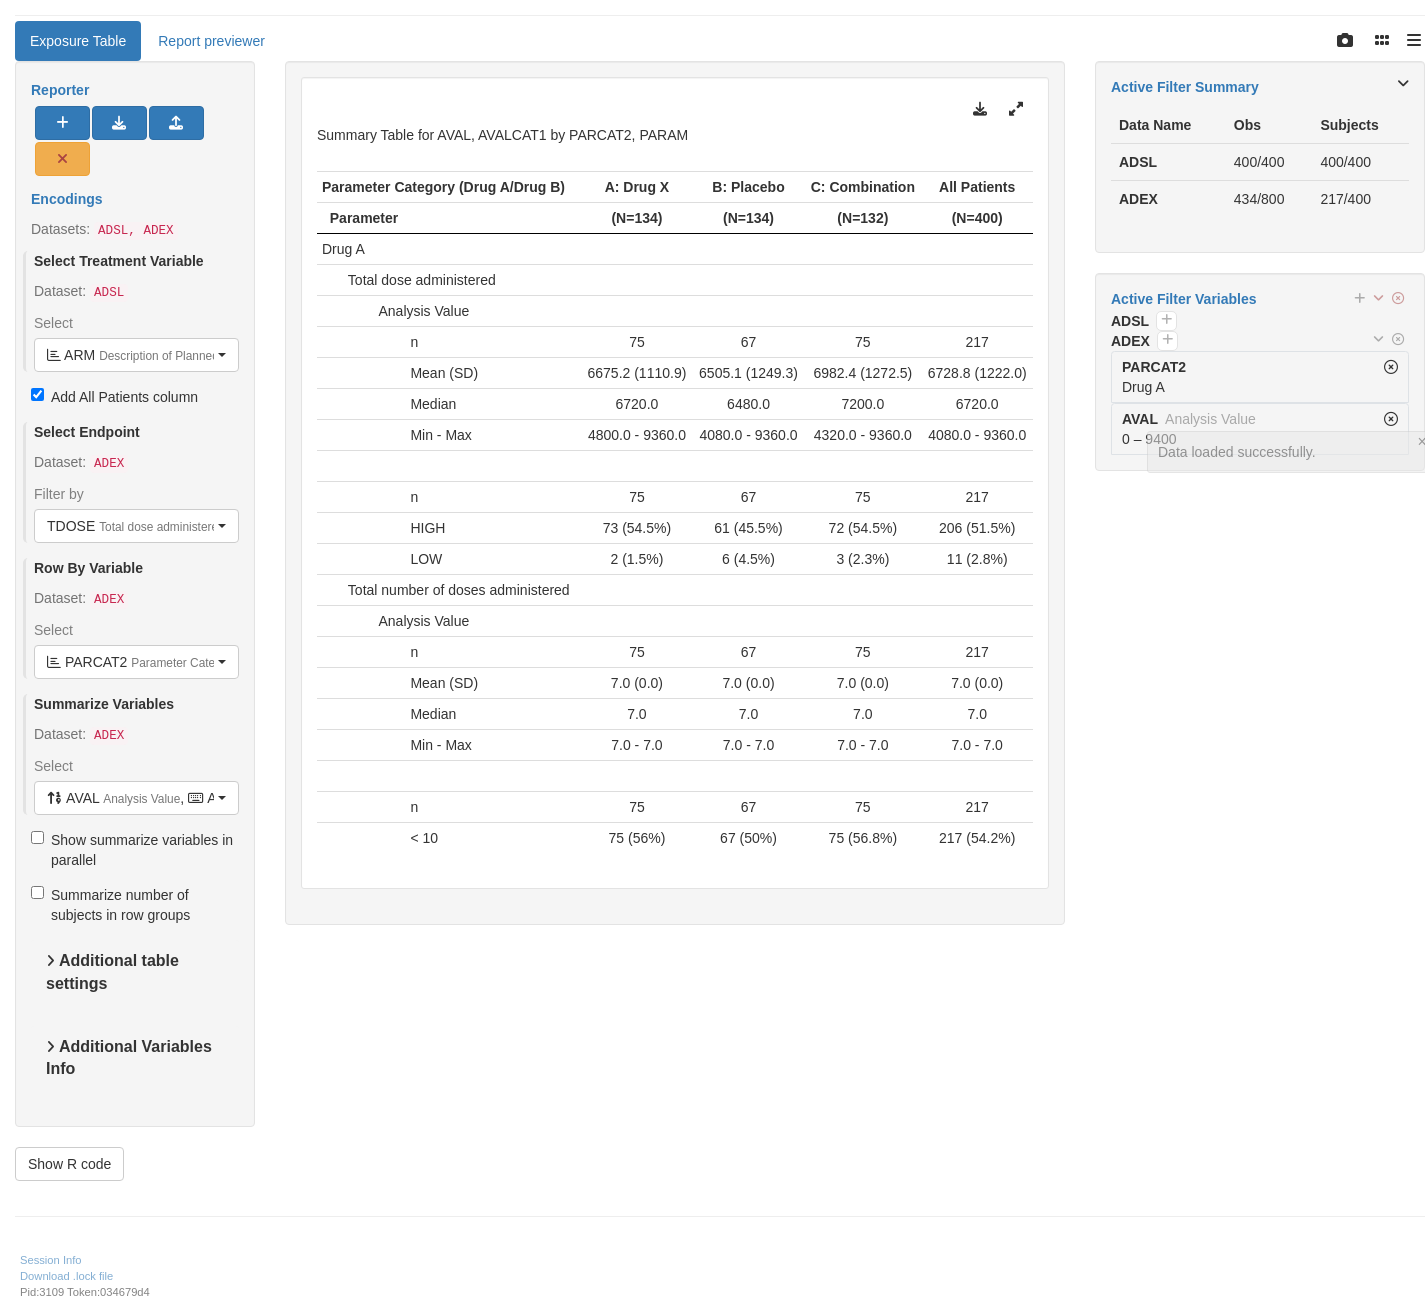 Exposure Table
Report previewer
Reporter
Encodings
Datasets: ADSL, ADEX
Select Treatment Variable
Dataset: ADSL
Select
ARM Description of Planned
Add All Patients column
Select Endpoint
Dataset: ADEX
Filter by
TDOSE Total dose administere
Row By Variable
Dataset: ADEX
Select
PARCAT2 Parameter Cate
Summarize Variables
Dataset: ADEX
Select
AVAL Analysis Value, A
Show summarize variables in
parallel
Summarize number of
subjects in row groups
Additional table
settings
Additional Variables
Info
Show R code
Summary Table for AVAL, AVALCAT1 by PARCAT2, PARAM
Parameter Category (Drug A/Drug B) A: Drug X B: Placebo C: Combination All Patients
Parameter (N=134) (N=134) (N=132) (N=400)
Drug A
Total dose administered
Analysis Value
n 75 67 75 217
Mean (SD) 6675.2 (1110.9) 6505.1 (1249.3) 6982.4 (1272.5) 6728.8 (1222.0)
Median 6720.0 6480.0 7200.0 6720.0
Min - Max 4800.0 - 9360.0 4080.0 - 9360.0 4320.0 - 9360.0 4080.0 - 9360.0
n 75 67 75 217
HIGH 73 (54.5%) 61 (45.5%) 72 (54.5%) 206 (51.5%)
LOW 2 (1.5%) 6 (4.5%) 3 (2.3%) 11 (2.8%)
Total number of doses administered
Analysis Value
n 75 67 75 217
Mean (SD) 7.0 (0.0) 7.0 (0.0) 7.0 (0.0) 7.0 (0.0)
Median 7.0 7.0 7.0 7.0
Min - Max 7.0 - 7.0 7.0 - 7.0 7.0 - 7.0 7.0 - 7.0
n 75 67 75 217
< 10 75 (56%) 67 (50%) 75 (56.8%) 217 (54.2%)
Active Filter Summary
Data Name Obs Subjects
ADSL 400/400 400/400
ADEX 434/800 217/400
Active Filter Variables
ADSL
ADEX
PARCAT2
Drug A
AVAL Analysis Value
0 – 9400
Data loaded successfully.
Session Info
Download .lock file
Pid:3109 Token:034679d4